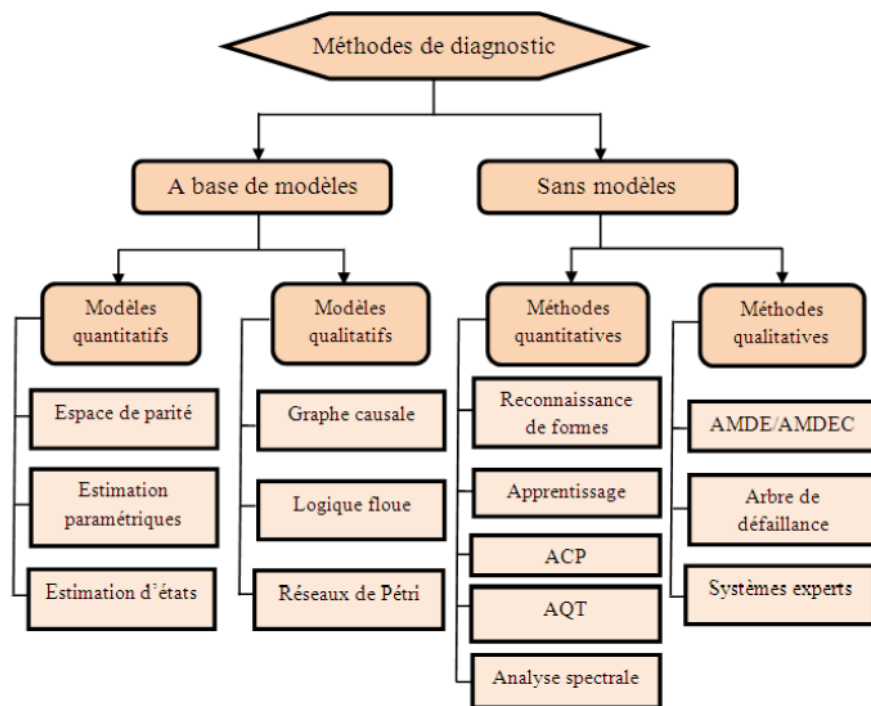 Méthodes de diagnostic
A base de modèles
Sans modèles
Modèles
quantitatifs
Modèles
qualitatifs
Méthodes
quantitatives
Méthodes
qualitatives
Espace de parité
Estimation
paramétriques
Estimation d'états
Graphe causale
Logique floue
Réseaux de Pétri
Reconnaissance
de formes
Apprentissage
ACP
AQT
Analyse spectrale
AMDE/AMDEC
Arbre de
défaillance
Systèmes experts